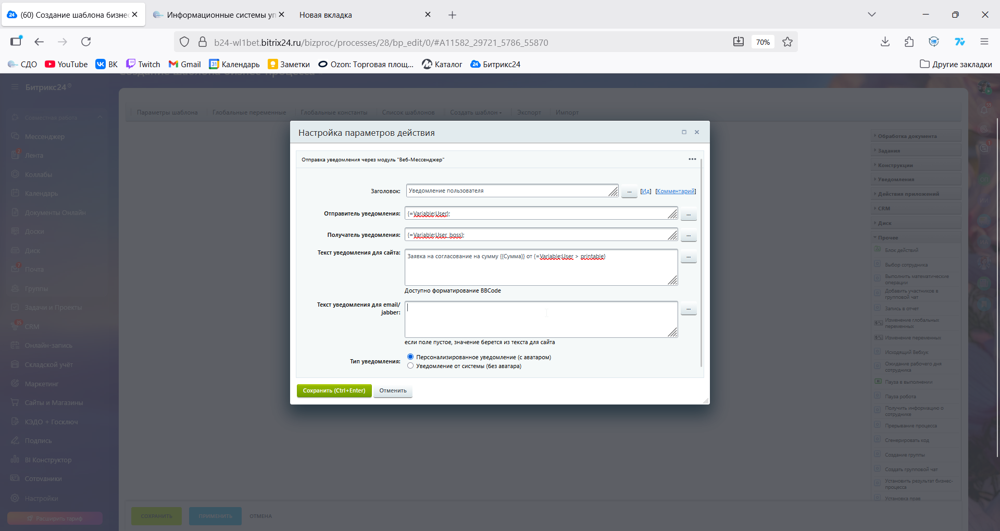 (60) Создание шаблона бизнес
Информационные системы уп
Новая вкладка
b24-wl1bet.bitrix24.ru/bizproc/processes/28/bp_edit/0/#A11582_29721_5786_55870
70%
СДО
YouTube
ВК
Twitch
Gmail
Календарь
Заметки
Ozon: Торговая площ...
Каталог
Битрикс24
Другие закладки
Создание шаблона бизнес-процесса
Битрикс24
Параметры шаблона
Глобальные переменные
Глобальные константы
Список шаблонов
Создать шаблон
Экспорт
Импорт
Совместная работа
Мессенджер
2
Лента
Коллабы
Календарь
Документы Онлайн
Доски
Диск
7
Почта
Группы
Задачи и Проекты
35
CRM
Онлайн-запись
Складской учёт
Маркетинг
Сайты и Магазины
КЭДО + Госключ
Подпись
BI Конструктор
Сотрудники
Настройки
Расширить тариф
Настройка параметров действия
Отправка уведомления через модуль "Веб-Мессенджер"
Заголовок:
Уведомление пользователя
...
[Ид]
[Комментарий]
Отправитель уведомления:
{=Variable:User};
...
Получатель уведомления:
{=Variable:User_boss};
...
Текст уведомления для сайта:
Заявка на согласование на сумму {{Сумма}} от {=Variable:User > printable}
...
Доступно форматирование BBCode
Текст уведомления для email/
jabber:
...
если поле пустое, значение берется из текста для сайта
Тип уведомления:
Персонализированное уведомление (с аватаром)
Уведомление от системы (без аватара)
Сохранить (Ctrl+Enter)
Отменить
Обработка документа
Задания
Конструкции
Уведомления
Действия приложений
CRM
Диск
Прочее
Блок действий
Выбор сотрудника
Выполнить математические
операции
Добавить участников в
групповой чат
Запись в отчет
Изменение глобальных
переменных
Изменение переменных
Исходящий Вебхук
Ожидание рабочего дня
сотрудника
Пауза в выполнении
Пауза робота
Получить информацию о
сотруднике
Прерывание процесса
Сгенерировать код
Создание группы
Создать групповой чат
Установить результат бизнес-
процесса
Установка прав
СОХРАНИТЬ
ПРИМЕНИТЬ
ОТМЕНА